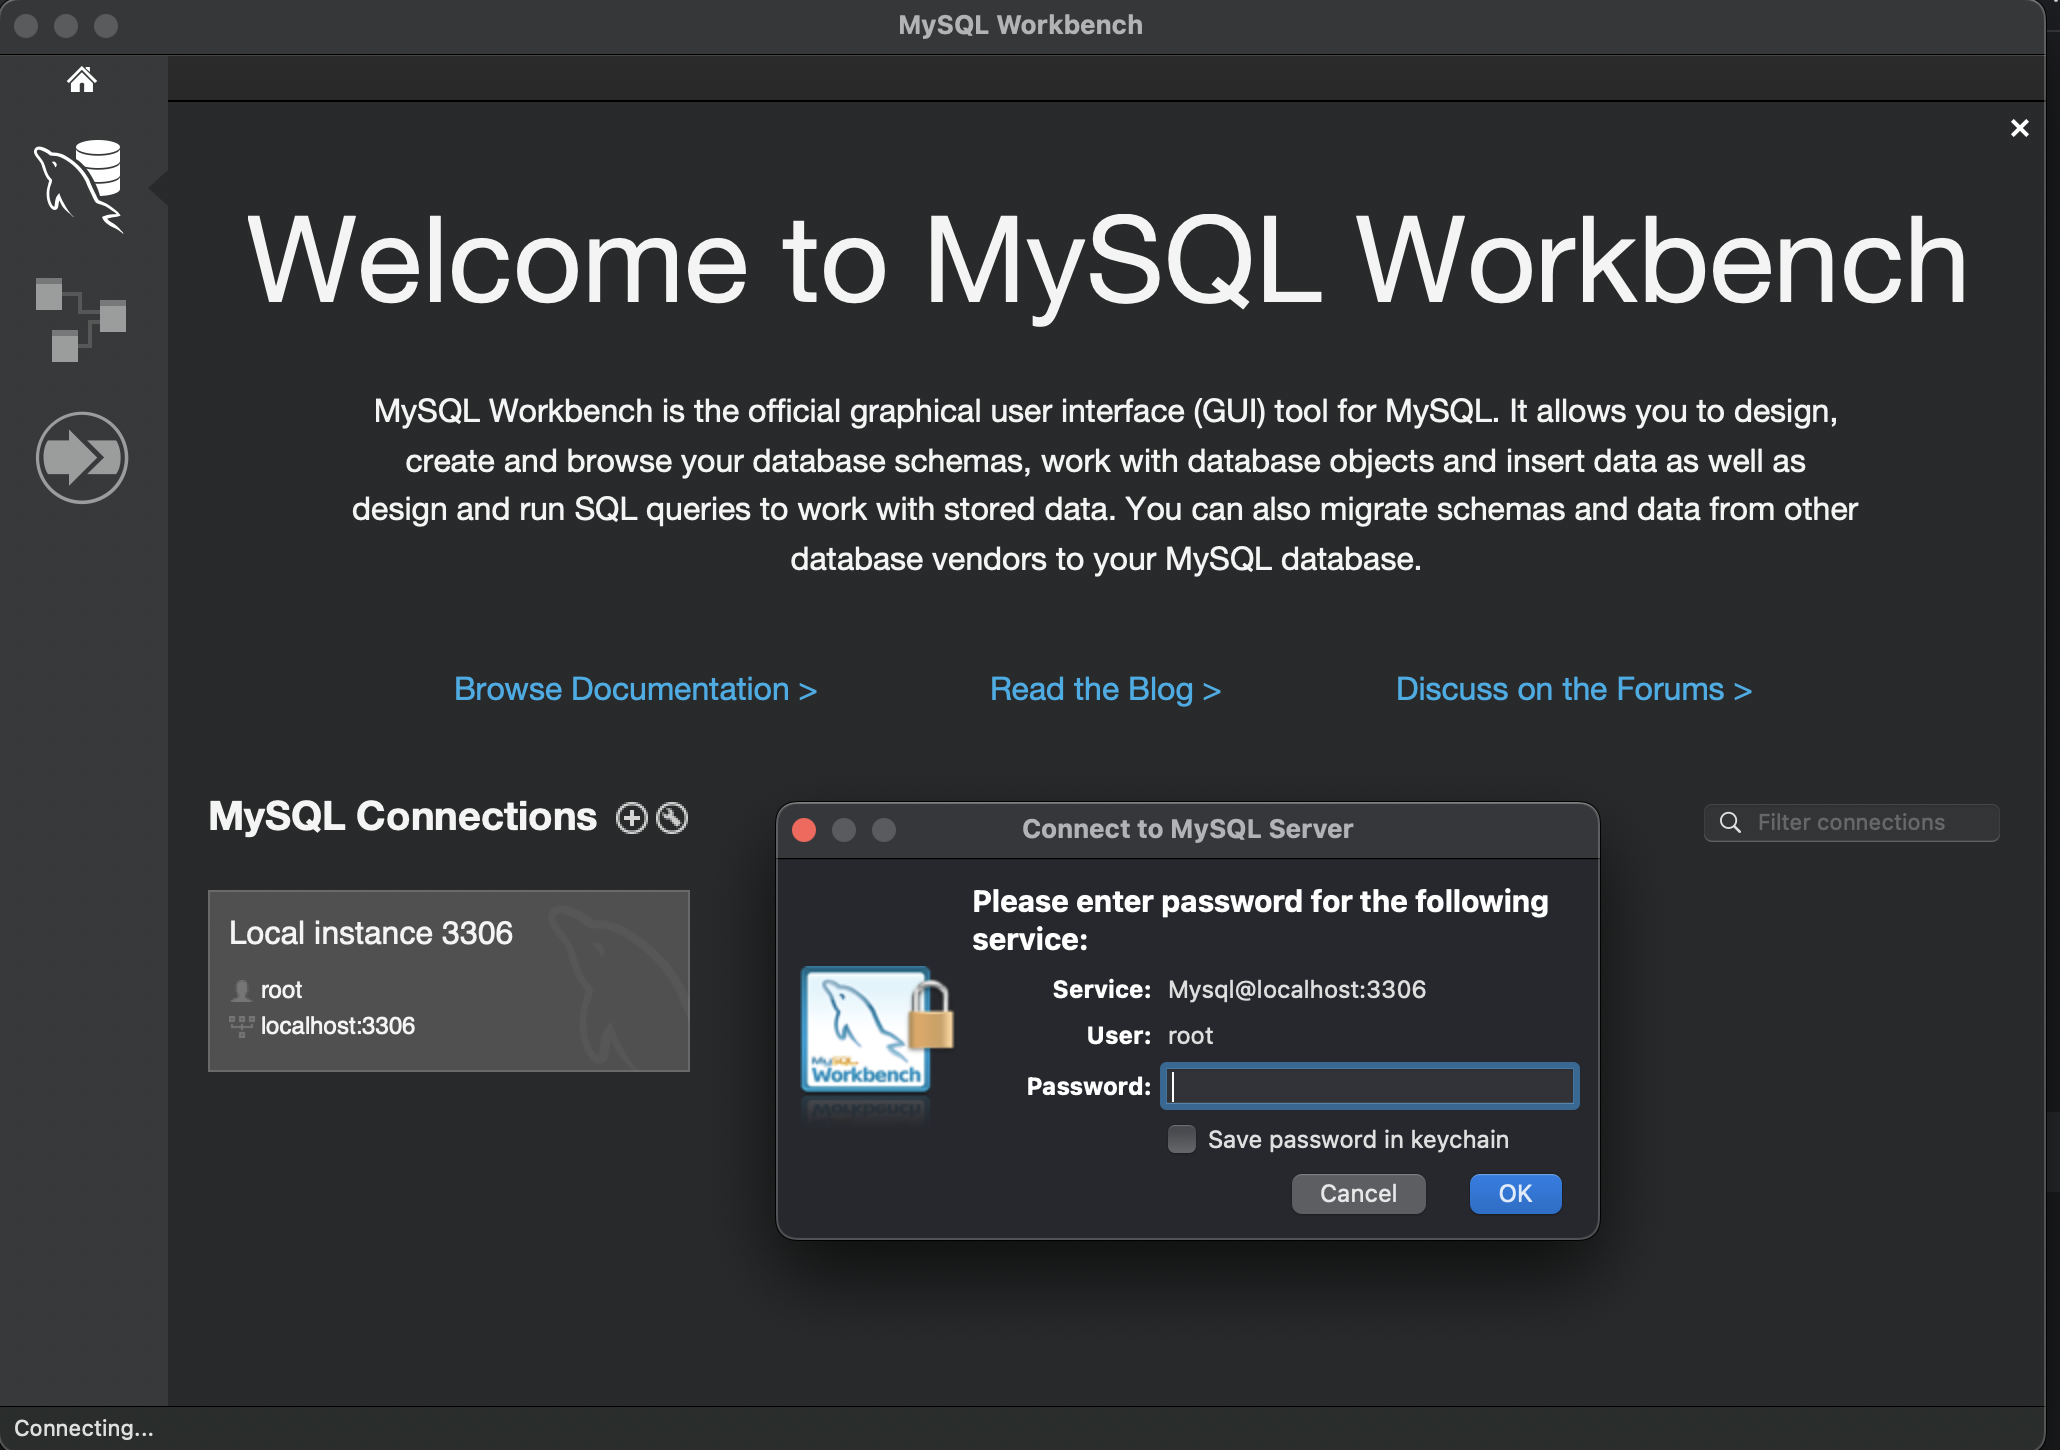 MySQL Workbench
Welcome to MySQL Workbench
MySQL Workbench is the official graphical user interface (GUI) tool for MySQL. It allows you to design,
create and browse your database schemas, work with database objects and insert data as well as
design and run SQL queries to work with stored data. You can also migrate schemas and data from other
database vendors to your MySQL database.
Browse Documentation >
Read the Blog >
Discuss on the Forums >
MySQL Connections
Filter connections
Local instance 3306
root
localhost:3306
Connect to MySQL Server
Please enter password for the following
service:
Service: Mysql@localhost:3306
User: root
Password:
Save password in keychain
Cancel
OK
MySQL
Workbench
Connecting...